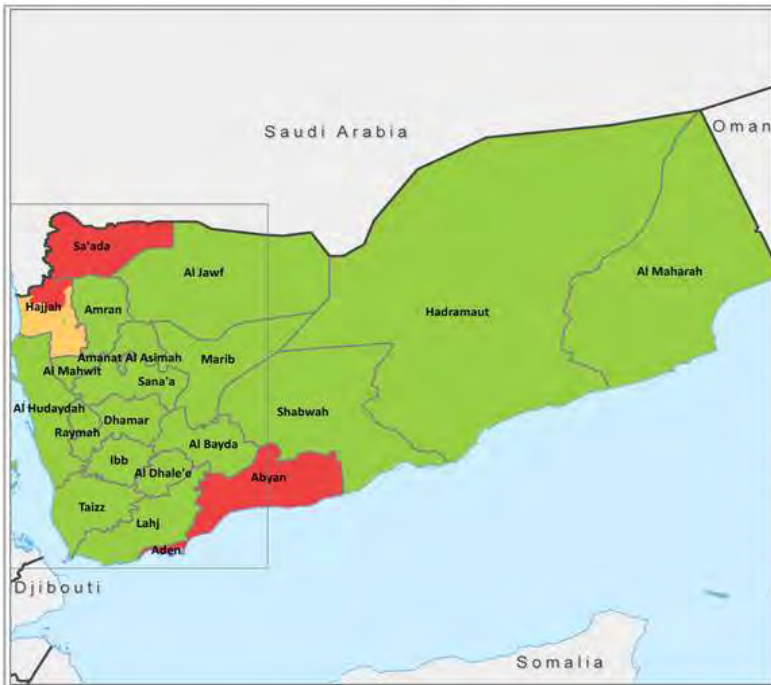 Saudi Arabia
Oman
Sa'ada
Al Jawf
Al Maharah
Hajjah
Amran
Hadramaut
Amanat Al Asimah
Marib
Al Mahwit
Sana'a
Al Hudaydah
Shabwah
Dhamar
Raymah
Al Bayda
Ibb
Al Dhale'e
Abyan
Taizz
Lahj
Aden
Djibouti
Somalia